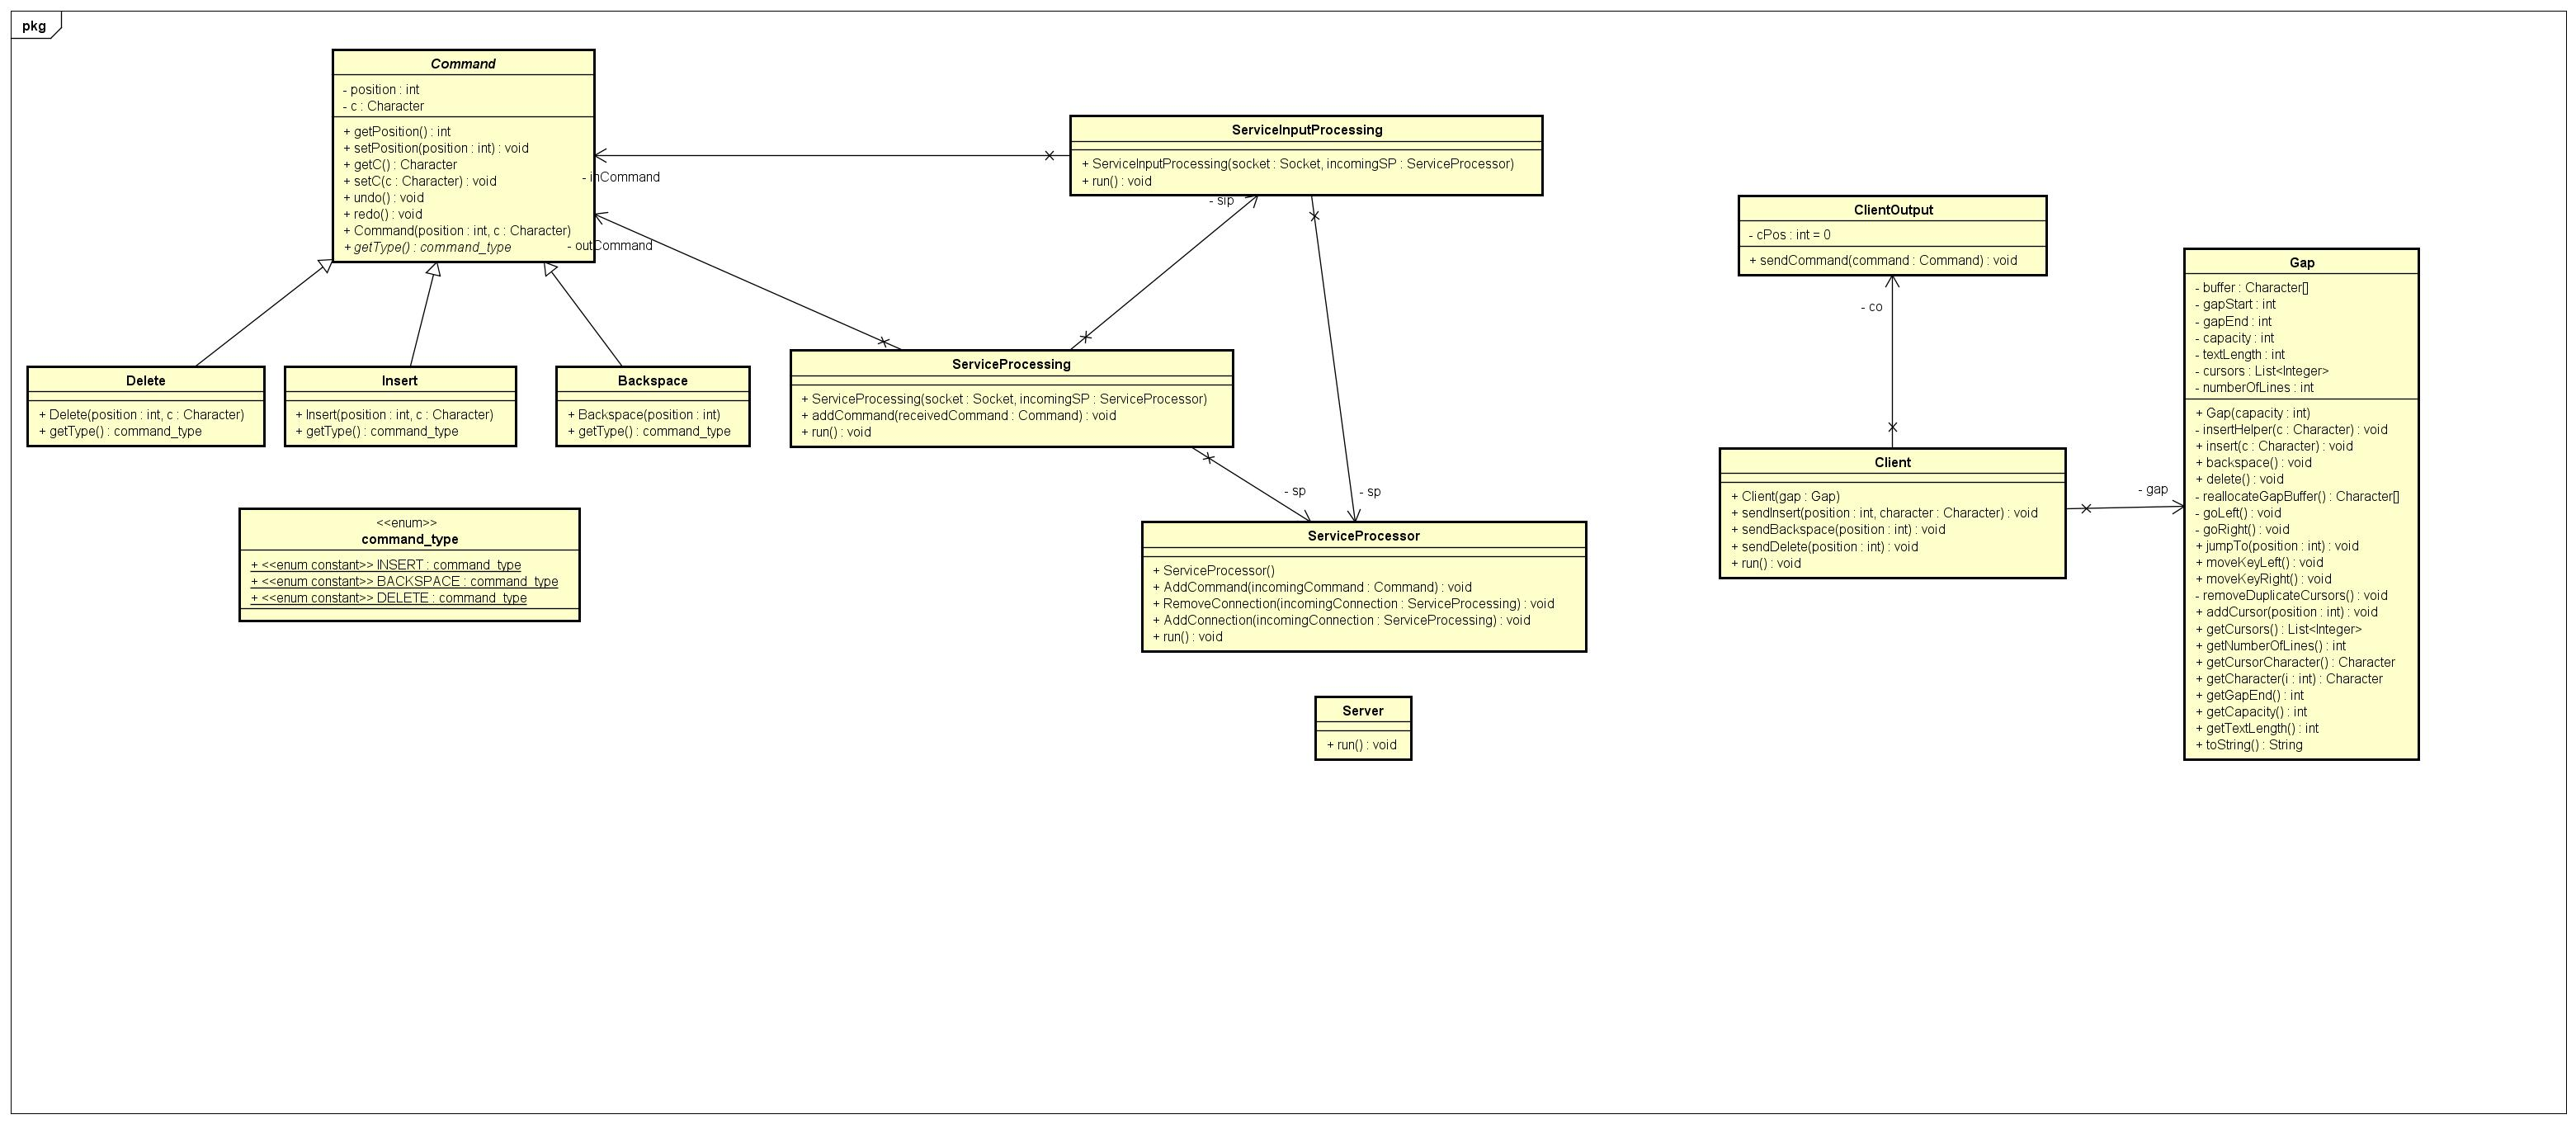 pkg
Command
- position : int
- c : Character
+ getPosition() : int
+ setPosition(position : int) : void
+ getC() : Character
+ setC(c : Character) : void
+ undo() : void
+ redo() : void
+ Command(position : int, c : Character)
+ getType() : command_type
- inCommand
- outCommand
ServiceInputProcessing
+ ServiceInputProcessing(socket : Socket, incomingSP : ServiceProcessor)
+ run() : void
- sip
Delete
+ Delete(position : int, c : Character)
+ getType() : command_type
Insert
+ Insert(position : int, c : Character)
+ getType() : command_type
Backspace
+ Backspace(position : int)
+ getType() : command_type
ServiceProcessing
+ ServiceProcessing(socket : Socket, incomingSP : ServiceProcessor)
+ addCommand(receivedCommand : Command) : void
+ run() : void
- sp
- sp
<<enum>>
command_type
+ <<enum constant>> INSERT : command_type
+ <<enum constant>> BACKSPACE : command_type
+ <<enum constant>> DELETE : command_type
ServiceProcessor
+ ServiceProcessor()
+ AddCommand(incomingCommand : Command) : void
+ RemoveConnection(incomingConnection : ServiceProcessing) : void
+ AddConnection(incomingConnection : ServiceProcessing) : void
+ run() : void
Server
+ run() : void
ClientOutput
- cPos : int = 0
+ sendCommand(command : Command) : void
- co
Client
+ Client(gap : Gap)
+ sendInsert(position : int, character : Character) : void
+ sendBackspace(position : int) : void
+ sendDelete(position : int) : void
+ run() : void
- gap
Gap
- buffer : Character[]
- gapStart : int
- gapEnd : int
- capacity : int
- textLength : int
- cursors : List<Integer>
- numberOfLines : int
+ Gap(capacity : int)
- insertHelper(c : Character) : void
+ insert(c : Character) : void
+ backspace() : void
+ delete() : void
- reallocateGapBuffer() : Character[]
- goLeft() : void
- goRight() : void
+ jumpTo(position : int) : void
+ moveKeyLeft() : void
+ moveKeyRight() : void
- removeDuplicateCursors() : void
+ addCursor(position : int) : void
+ getCursors() : List<Integer>
+ getNumberOfLines() : int
+ getCursorCharacter() : Character
+ getCharacter(i : int) : Character
+ getGapEnd() : int
+ getCapacity() : int
+ getTextLength() : int
+ toString() : String